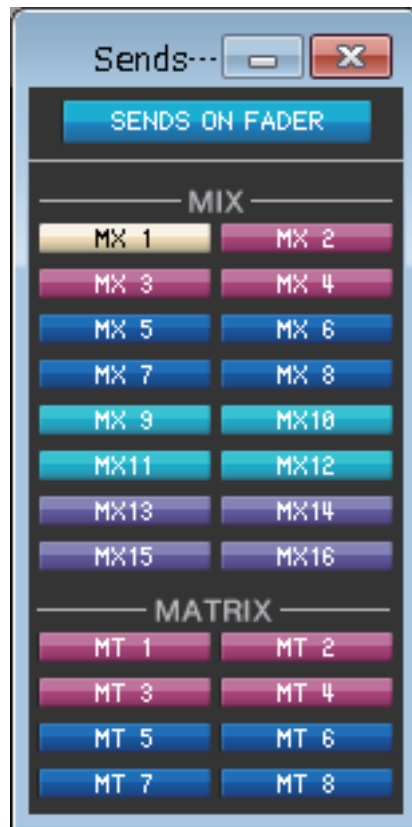 Sends...
SENDS ON FADER
MIX
MX 1 MX 2
MX 3 MX 4
MX 5 MX 6
MX 7 MX 8
MX 9 MX10
MX11 MX12
MX13 MX14
MX15 MX16
MATRIX
MT 1 MT 2
MT 3 MT 4
MT 5 MT 6
MT 7 MT 8